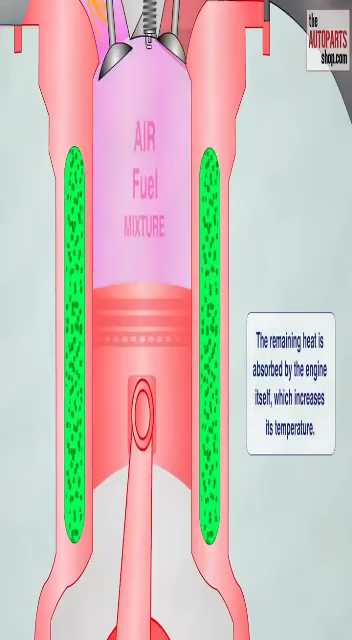 the
AUTOPARTS
shop.com
AIR
Fuel
MIXTURE
The remaining heat is
absorbed by the engine
itself, which increases
its temperature.